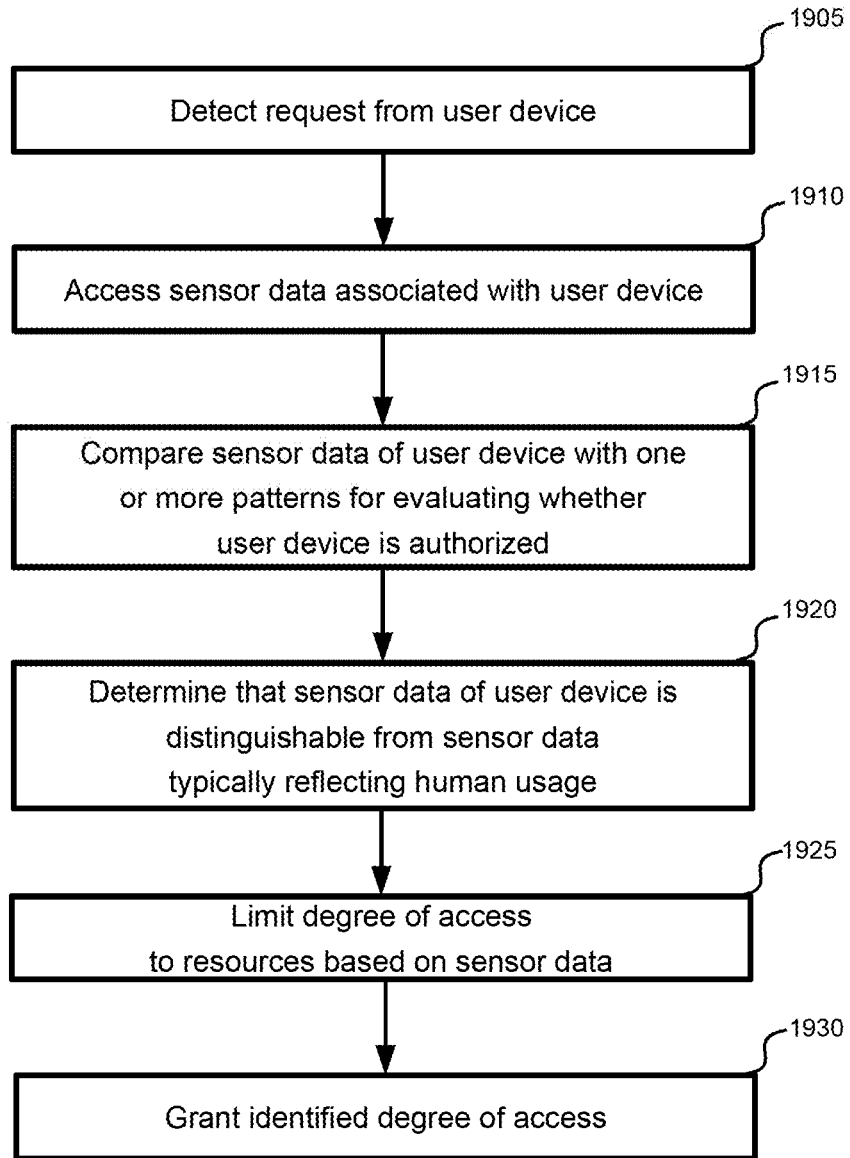 1905
Detect request from user device
1910
Access sensor data associated with user device
1915
Compare sensor data of user device with one
or more patterns for evaluating whether
user device is authorized
1920
Determine that sensor data of user device is
distinguishable from sensor data
typically reflecting human usage
1925
Limit degree of access
to resources based on sensor data
1930
Grant identified degree of access